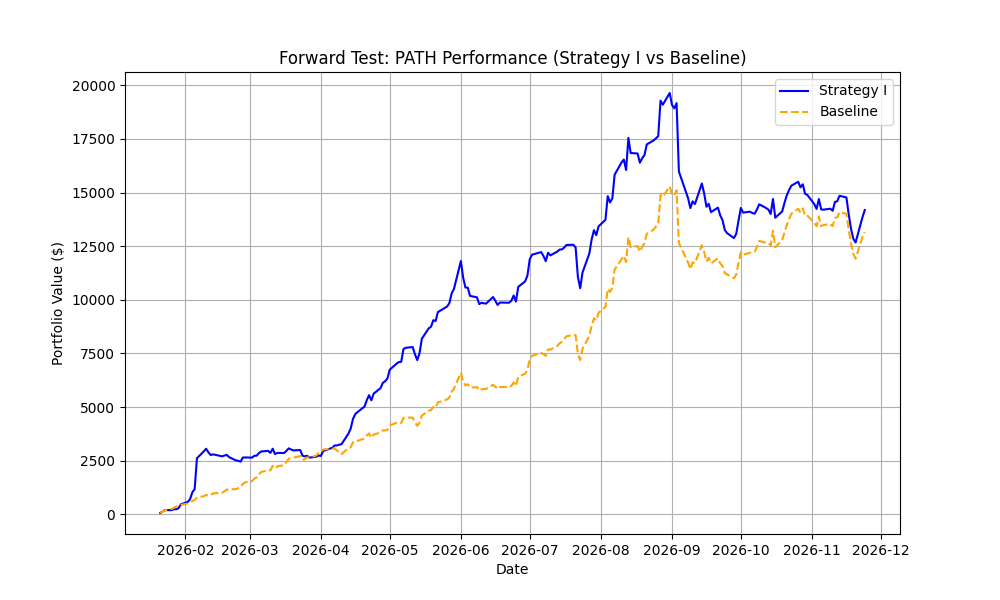 Forward Test: PATH Performance (Strategy I vs Baseline)
Strategy I
Baseline
Portfolio Value ($)
20000
17500
15000
12500
10000
7500
5000
2500
0
2026-02 2026-03 2026-04 2026-05 2026-06 2026-07 2026-08 2026-09 2026-10 2026-11 2026-12
Date